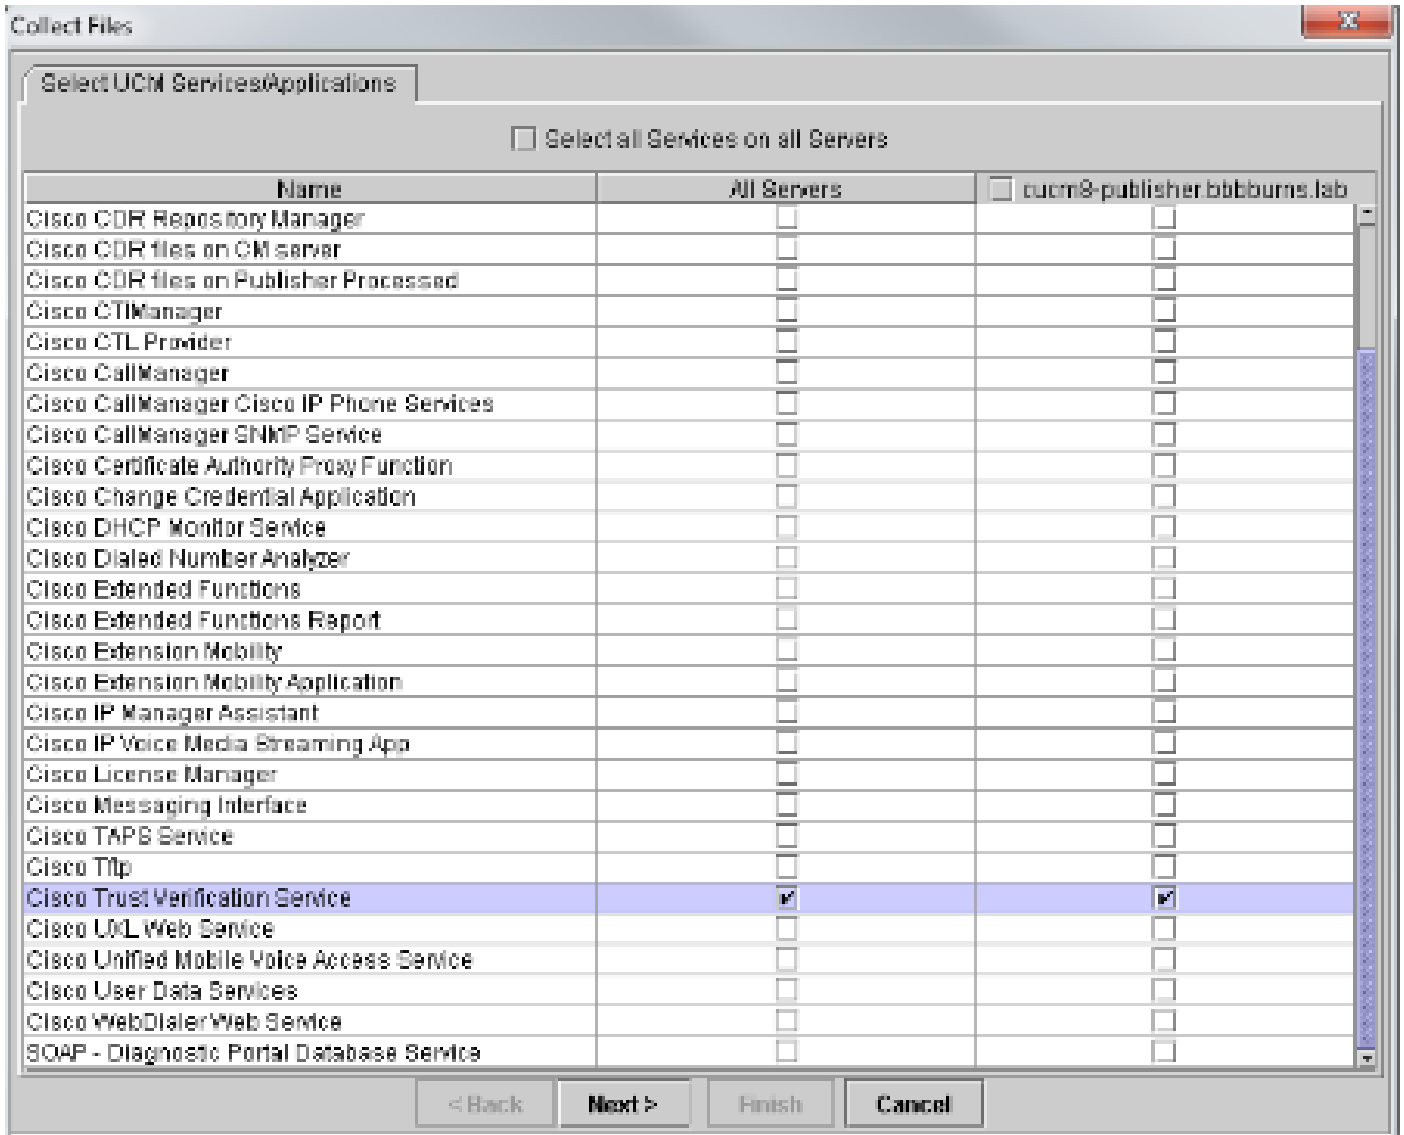 Collect Files
Select UCM Services/Applications
Select all Services on all Servers
Name All Servers cucm8-publisher.bbbburns.lab
Cisco CDR Repository Manager
Cisco CDR files on CM server
Cisco CDR files on Publisher Processed
Cisco CTIManager
Cisco CTL Provider
Cisco CallManager
Cisco CallManager Cisco IP Phone Services
Cisco CallManager SNMP Service
Cisco Certificate Authority Proxy Function
Cisco Change Credential Application
Cisco DHCP Monitor Service
Cisco Dialed Number Analyzer
Cisco Extended Functions
Cisco Extended Functions Report
Cisco Extension Mobility
Cisco Extension Mobility Application
Cisco IP Manager Assistant
Cisco IP Voice Media Streaming App
Cisco License Manager
Cisco Messaging Interface
Cisco TAPS Service
Cisco Tftp
Cisco Trust Verification Service
Cisco UXL Web Service
Cisco Unified Mobile Voice Access Service
Cisco User Data Services
Cisco WebDialer Web Service
SOAP - Diagnostic Portal Database Service
< Back Next > Finish Cancel